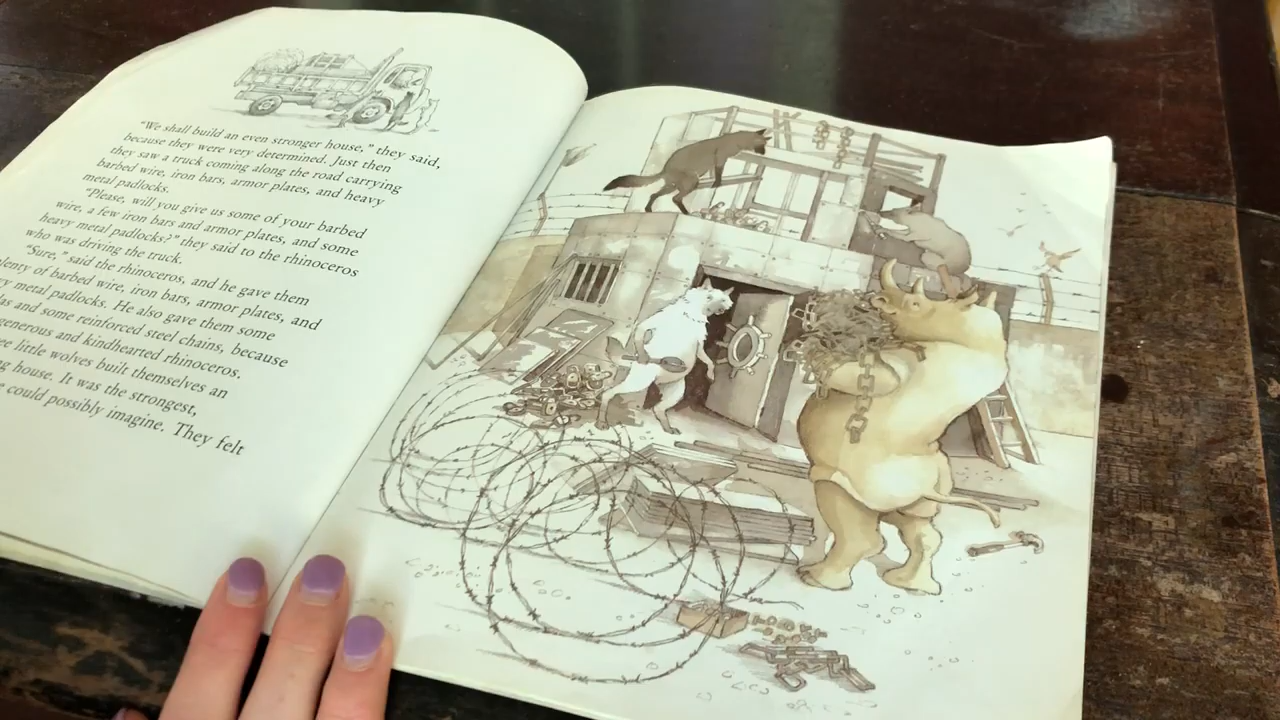 "We shall build an even stronger house," they said,
because they were very determined. Just then
they saw a truck coming along the road carrying
barbed wire, iron bars, armor plates, and heavy
metal padlocks.
"Please, will you give us some of your barbed
wire, a few iron bars and armor plates, and some
heavy metal padlocks?" they said to the rhinoceros
who was driving the truck.
"Sure," said the rhinoceros, and he gave them
plenty of barbed wire, iron bars, armor plates, and
metal padlocks. He also gave them some
and some reinforced steel chains, because
generous and kindhearted rhinoceros.
little wolves built themselves an
house. It was the strongest,
could possibly imagine. They felt